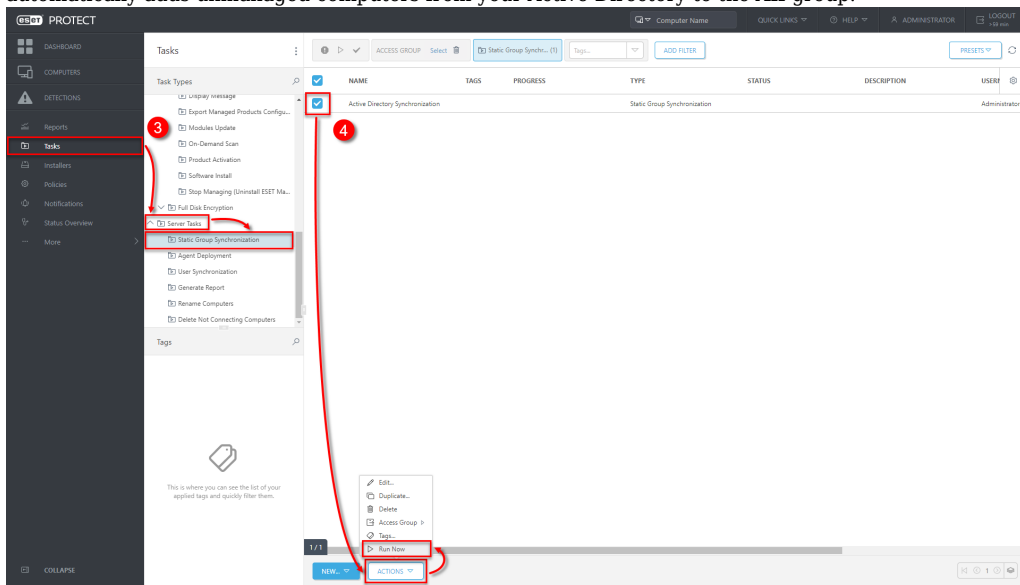 automatically adds unmanaged computers from your Active Directory to the All group.
eset PROTECT
Computer Name
QUICK LINKS
HELP
ADMINISTRATOR
LOGOUT
>58 min
DASHBOARD
COMPUTERS
DETECTIONS
Reports
Tasks
Installers
Policies
Notifications
Status Overview
More
COLLAPSE
Tasks
Task Types
Display Message
Export Managed Products Configu...
Modules Update
On-Demand Scan
Product Activation
Software Install
Stop Managing (Uninstall ESET Ma...
Full Disk Encryption
Server Tasks
Static Group Synchronization
Agent Deployment
User Synchronization
Generate Report
Rename Computers
Delete Not Connecting Computers
Tags
This is where you can see the list of your
applied tags and quickly filter them.
3
4
ACCESS GROUP Select
Static Group Synchr... (1)
Tags...
ADD FILTER
PRESETS
NAME TAGS PROGRESS TYPE STATUS DESCRIPTION USER
Active Directory Synchronization Static Group Synchronization Administrator
Edit...
Duplicate...
Delete
Access Group
Tags...
Run Now
1 / 1
NEW...
ACTIONS
1